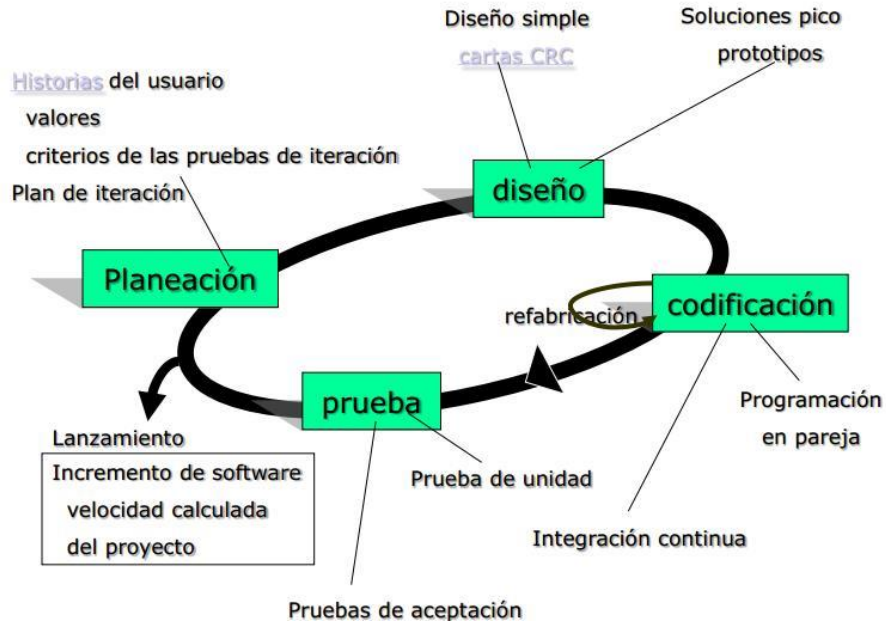 Diseño simple
cartas CRC
Soluciones pico
prototipos
Historias del usuario
valores
criterios de las pruebas de iteración
Plan de iteración
diseño
Planeación
codificación
refabricación
prueba
Programación
en pareja
Lanzamiento
Incremento de software
velocidad calculada
del proyecto
Prueba de unidad
Integración continua
Pruebas de aceptación